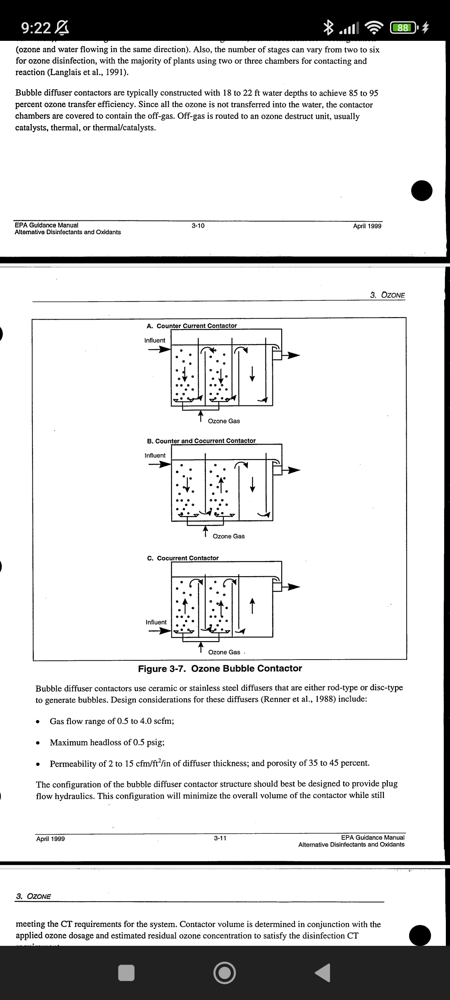 9:22
88
(ozone and water flowing in the same direction). Also, the number of stages can vary from two to six
for ozone disinfection, with the majority of plants using two or three chambers for contacting and
reaction (Langlais et al., 1991).
Bubble diffuser contactors are typically constructed with 18 to 22 ft water depths to achieve 85 to 95
percent ozone transfer efficiency. Since all the ozone is not transferred into the water, the contactor
chambers are covered to contain the off-gas. Off-gas is routed to an ozone destruct unit, usually
catalysts, thermal, or thermal/catalysts.
EPA Guidance Manual 3-10 April 1999
Alternative Disinfectants and Oxidants
3. OZONE
A. Counter Current Contactor
Influent
Ozone Gas
B. Counter and Cocurrent Contactor
Influent
Ozone Gas
C. Cocurrent Contactor
Influent
Ozone Gas
Figure 3-7. Ozone Bubble Contactor
Bubble diffuser contactors use ceramic or stainless steel diffusers that are either rod-type or disc-type
to generate bubbles. Design considerations for these diffusers (Renner et al., 1988) include:
• Gas flow range of 0.5 to 4.0 scfm;
• Maximum headloss of 0.5 psig;
• Permeability of 2 to 15 cfm/ft²/in of diffuser thickness; and porosity of 35 to 45 percent.
The configuration of the bubble diffuser contactor structure should best be designed to provide plug
flow hydraulics. This configuration will minimize the overall volume of the contactor while still
April 1999 3-11 EPA Guidance Manual
Alternative Disinfectants and Oxidants
3. OZONE
meeting the CT requirements for the system. Contactor volume is determined in conjunction with the
applied ozone dosage and estimated residual ozone concentration to satisfy the disinfection CT